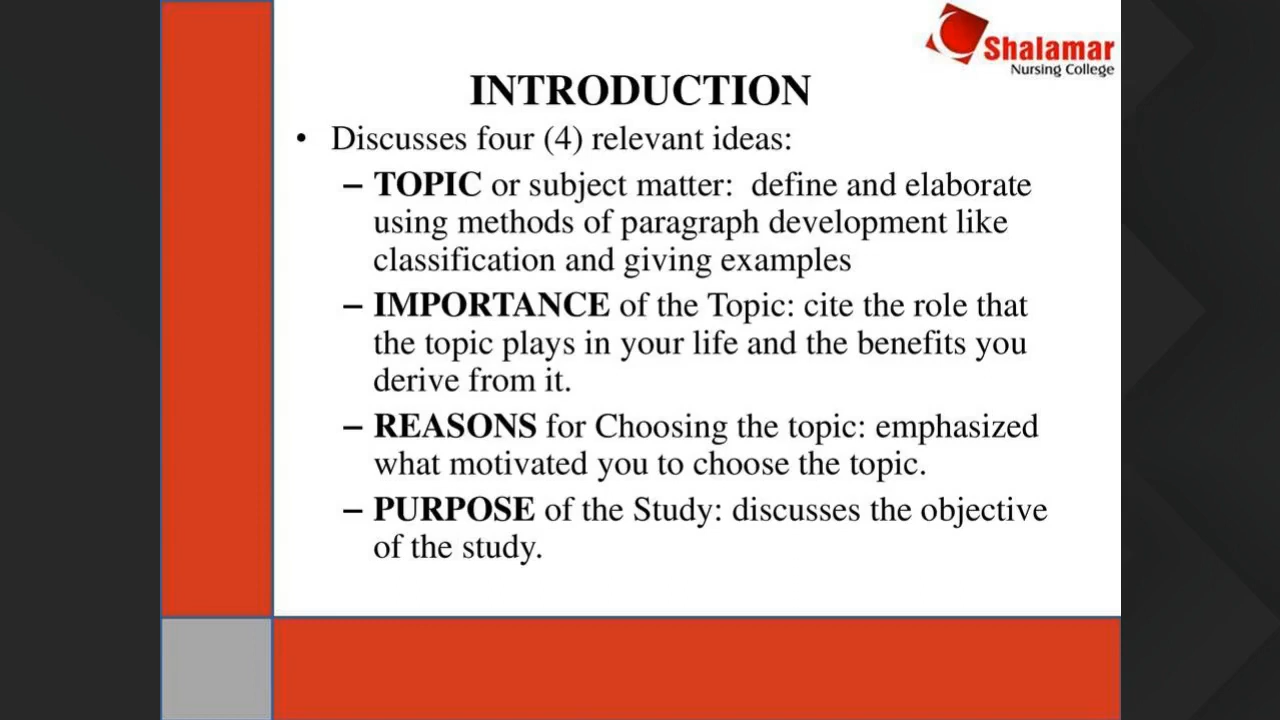 Shalamar
Nursing College
INTRODUCTION
• Discusses four (4) relevant ideas:
– TOPIC or subject matter:  define and elaborate
using methods of paragraph development like
classification and giving examples
– IMPORTANCE of the Topic: cite the role that
the topic plays in your life and the benefits you
derive from it.
– REASONS for Choosing the topic: emphasized
what motivated you to choose the topic.
– PURPOSE of the Study: discusses the objective
of the study.